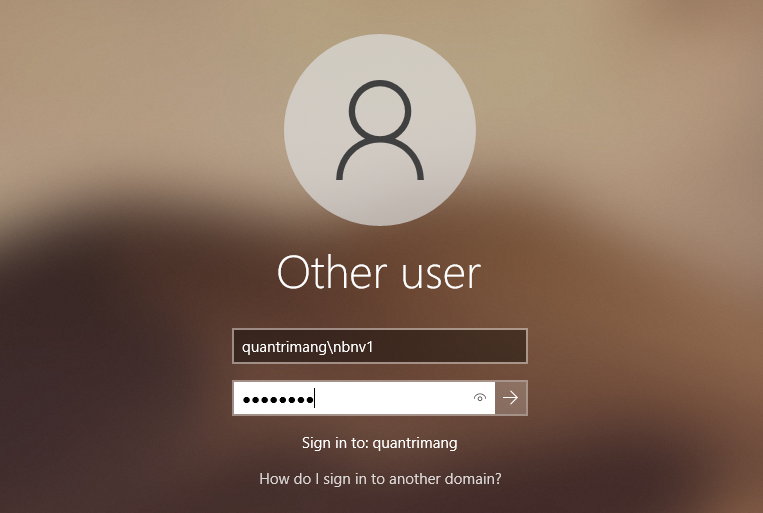 Other user
quantrimang\nbnv1
●●●●●●●●
Sign in to: quantrimang
How do I sign in to another domain?